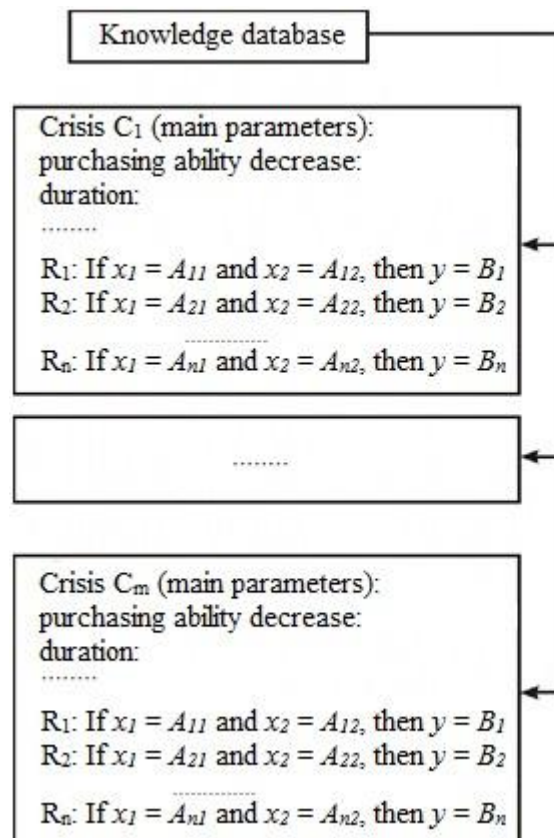 Knowledge database
Crisis C₁ (main parameters):
purchasing ability decrease:
duration:
........
R₁: If x₁ = A₁₁ and x₂ = A₁₂, then y = B₁
R₂: If x₁ = A₂₁ and x₂ = A₂₂, then y = B₂
............
Rₙ: If x₁ = Aₙ₁ and x₂ = Aₙ₂, then y = Bₙ
........
Crisis Cₘ (main parameters):
purchasing ability decrease:
duration:
........
R₁: If x₁ = A₁₁ and x₂ = A₁₂, then y = B₁
R₂: If x₁ = A₂₁ and x₂ = A₂₂, then y = B₂
............
Rₙ: If x₁ = Aₙ₁ and x₂ = Aₙ₂, then y = Bₙ